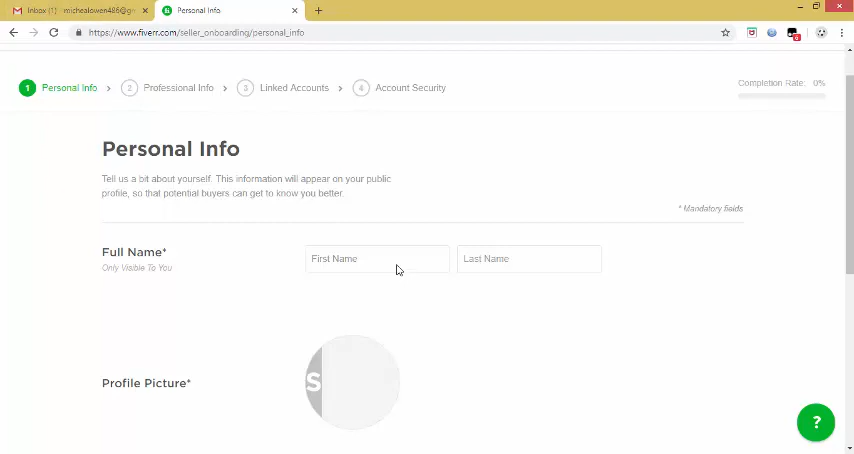 Inbox (1) - michealowen486@gm
Personal Info
https://www.fiverr.com/seller_onboarding/personal_info
1 Personal Info > 2 Professional Info > 3 Linked Accounts > 4 Account Security
Completion Rate: 0%
Personal Info
Tell us a bit about yourself. This information will appear on your public
profile, so that potential buyers can get to know you better.
* Mandatory fields
Full Name*
Only Visible To You
First Name
Last Name
Profile Picture*
S
?